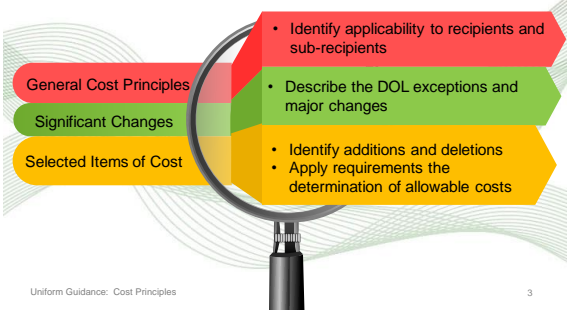 General Cost Principles
• Identify applicability to recipients and
sub-recipients
Significant Changes
• Describe the DOL exceptions and
major changes
Selected Items of Cost
• Identify additions and deletions
• Apply requirements the
determination of allowable costs
Uniform Guidance: Cost Principles
3